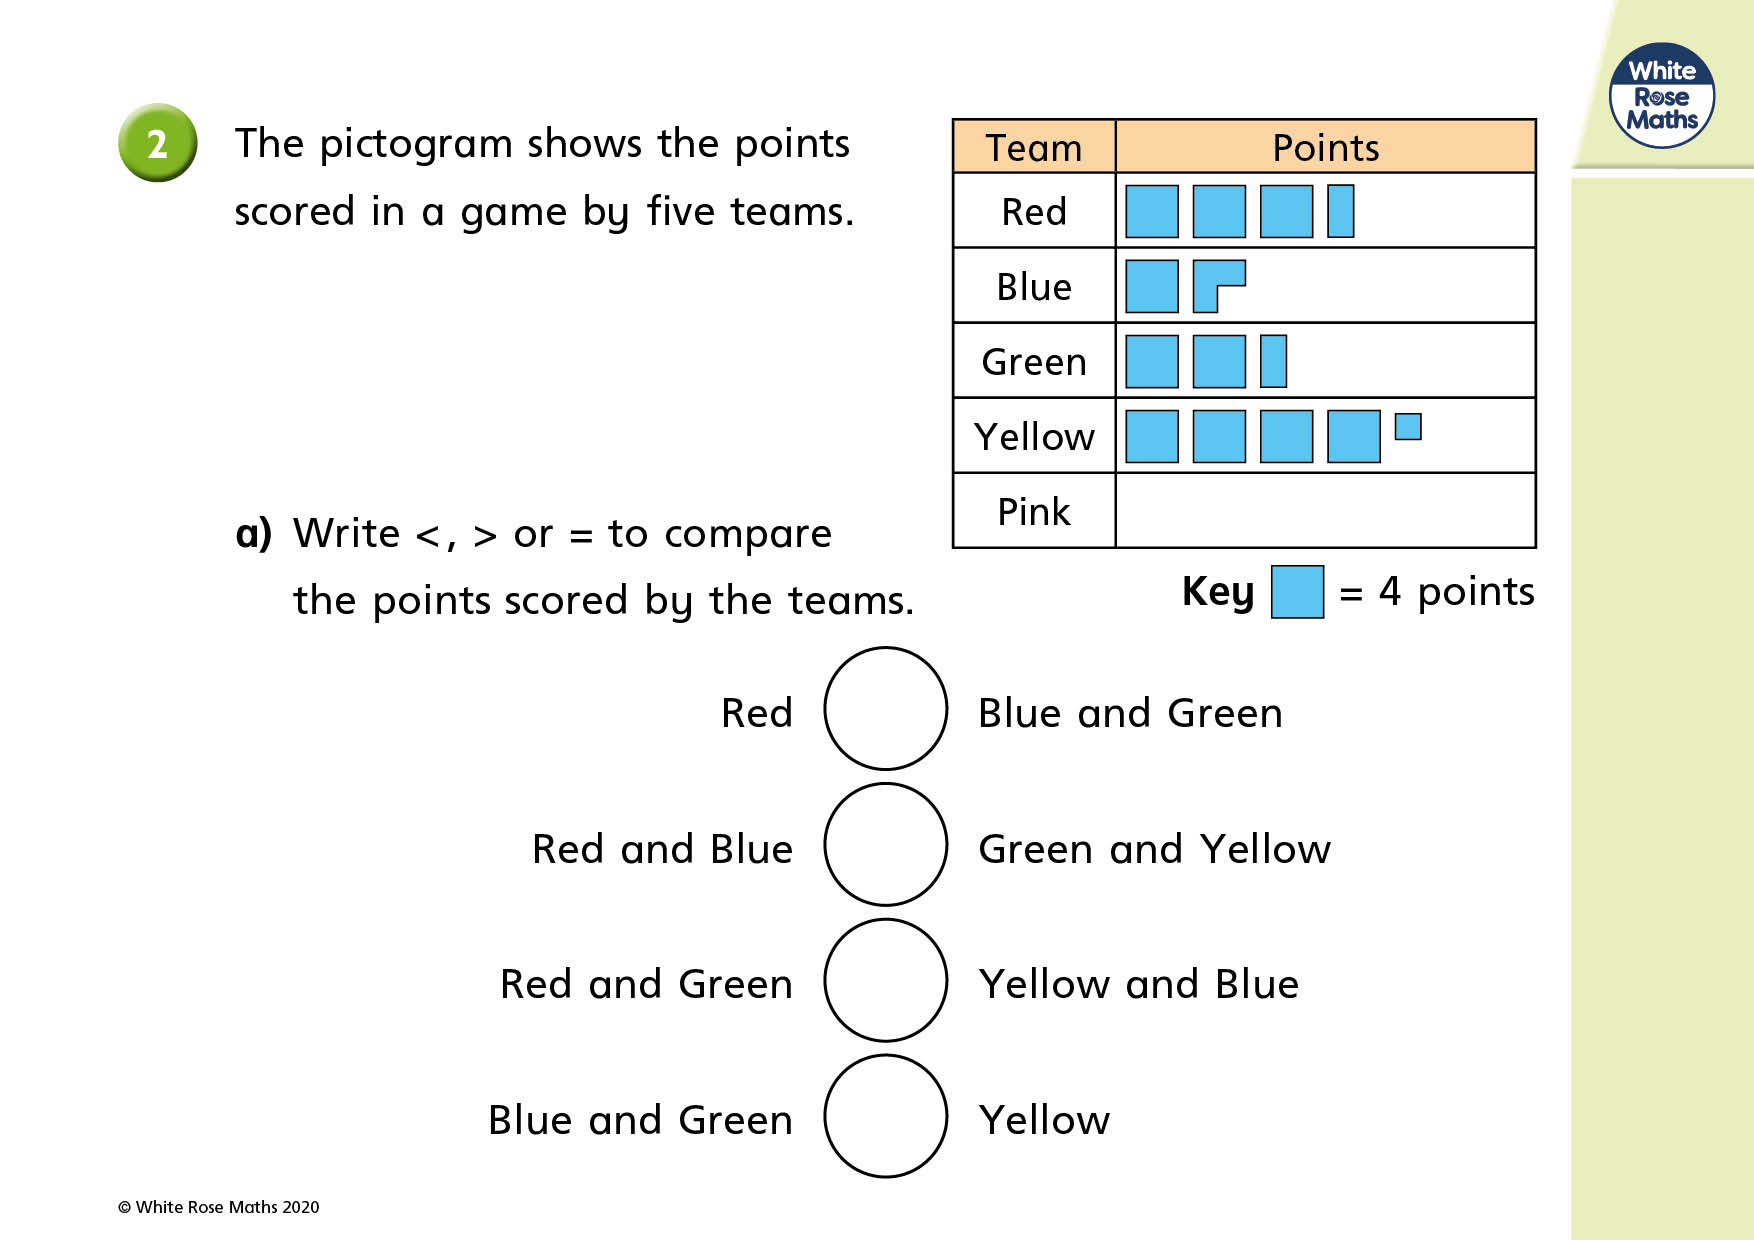 White
Rose
Maths
2 The pictogram shows the points
scored in a game by five teams.
Team Points
Red
Blue
Green
Yellow
Pink
Key = 4 points
a) Write <, > or = to compare
the points scored by the teams.
Red Blue and Green
Red and Blue Green and Yellow
Red and Green Yellow and Blue
Blue and Green Yellow
© White Rose Maths 2020